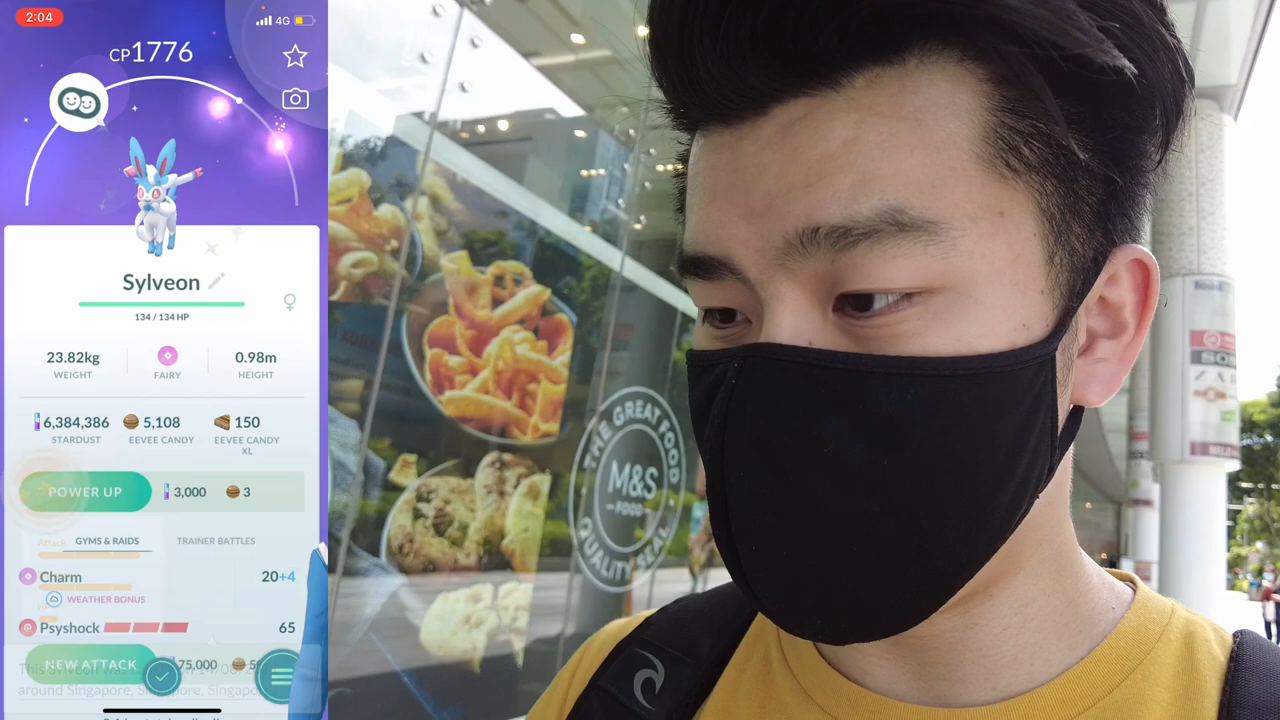 2:04
4G
CP1776
Sylveon
134 / 134 HP
23.82kg
WEIGHT
FAIRY
0.98m
HEIGHT
6,384,386
STARDUST
5,108
EEVEE CANDY
150
EEVEE CANDY
XL
POWER UP
3,000
3
Attack
GYMS & RAIDS
TRAINER BATTLES
Charm
20+4
WEATHER BONUS
Psyshock
65
NEW ATTACK
75,000
This Sylveon was
around Singapore, Singapore,
THE GREAT FOOD
M&S
FOOD
QUALITY SEAL